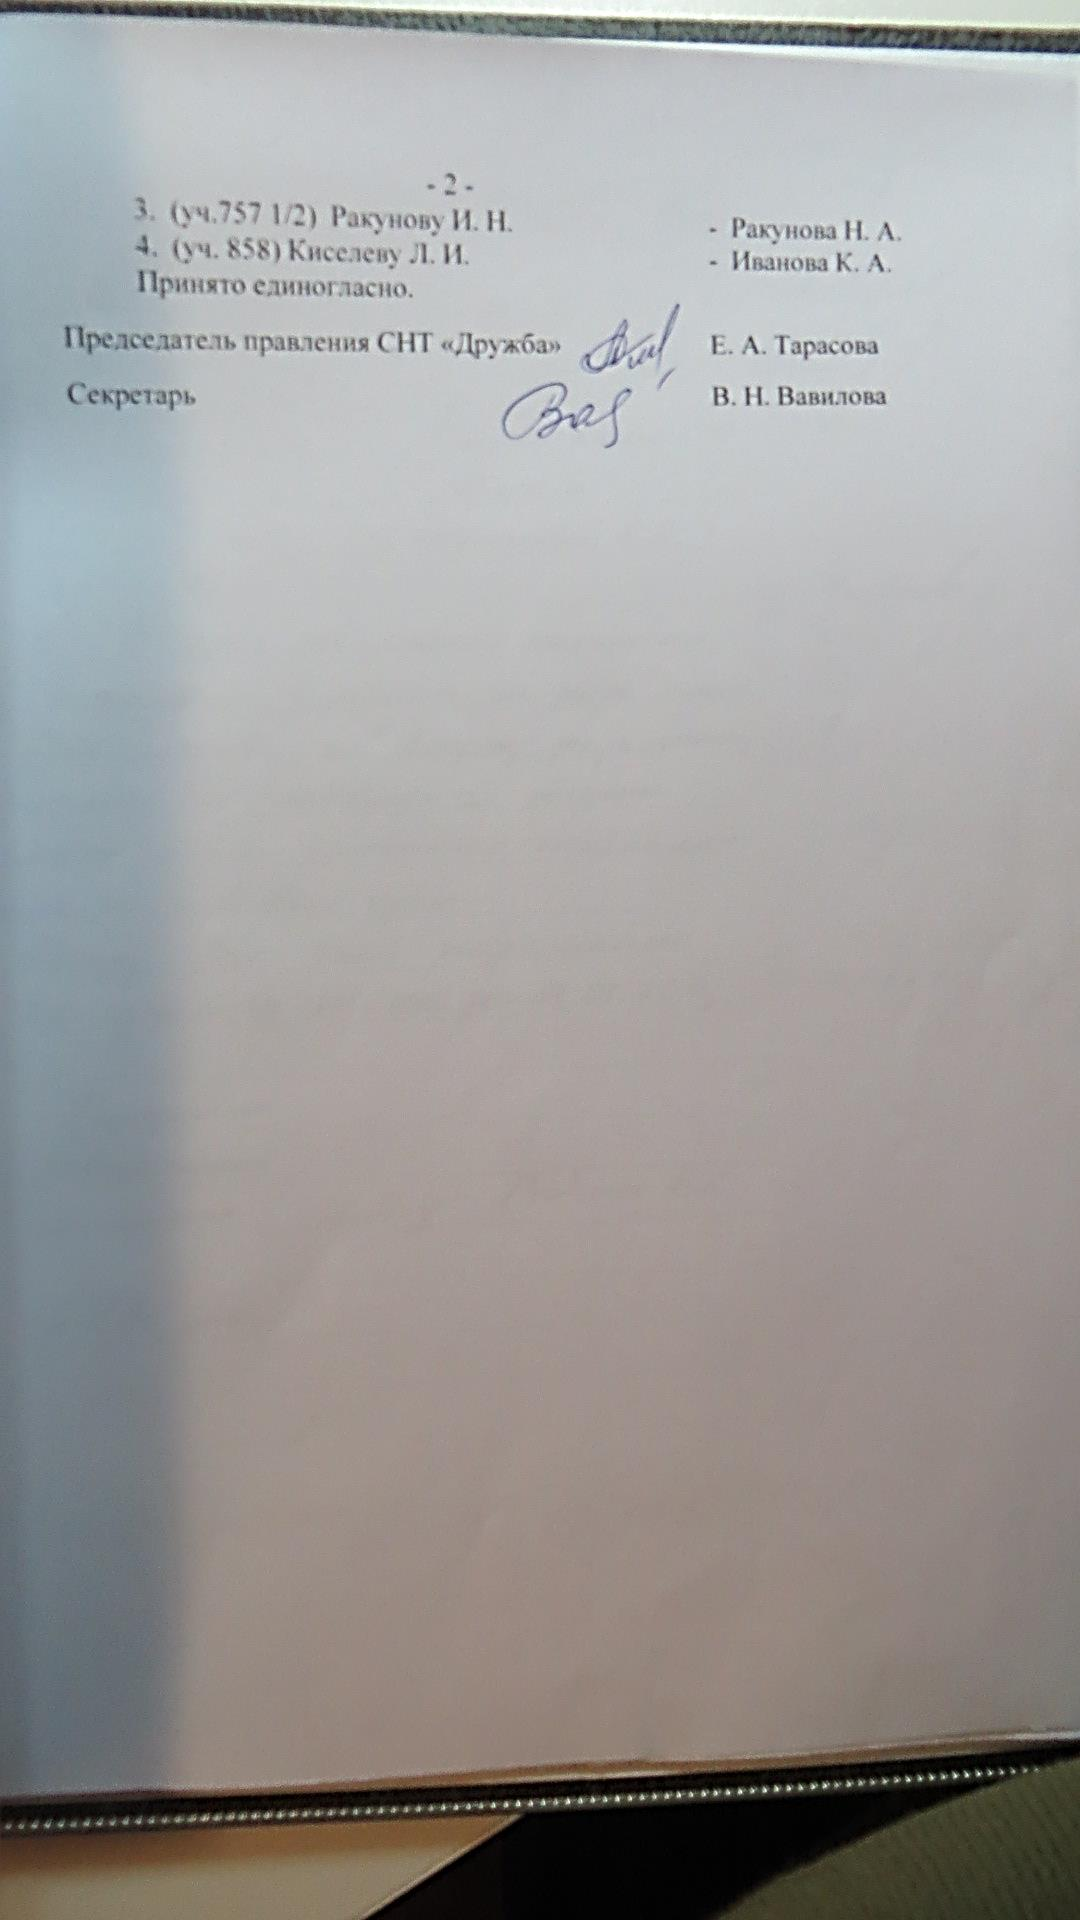 - 2 -
3. (уч.757 1/2) Ракунову И. Н. - Ракунова Н. А.
4. (уч. 858) Киселеву Л. И. - Иванова К. А.
Принято единогласно.
Председатель правления СНТ «Дружба» Е. А. Тарасова
Секретарь В. Н. Вавилова